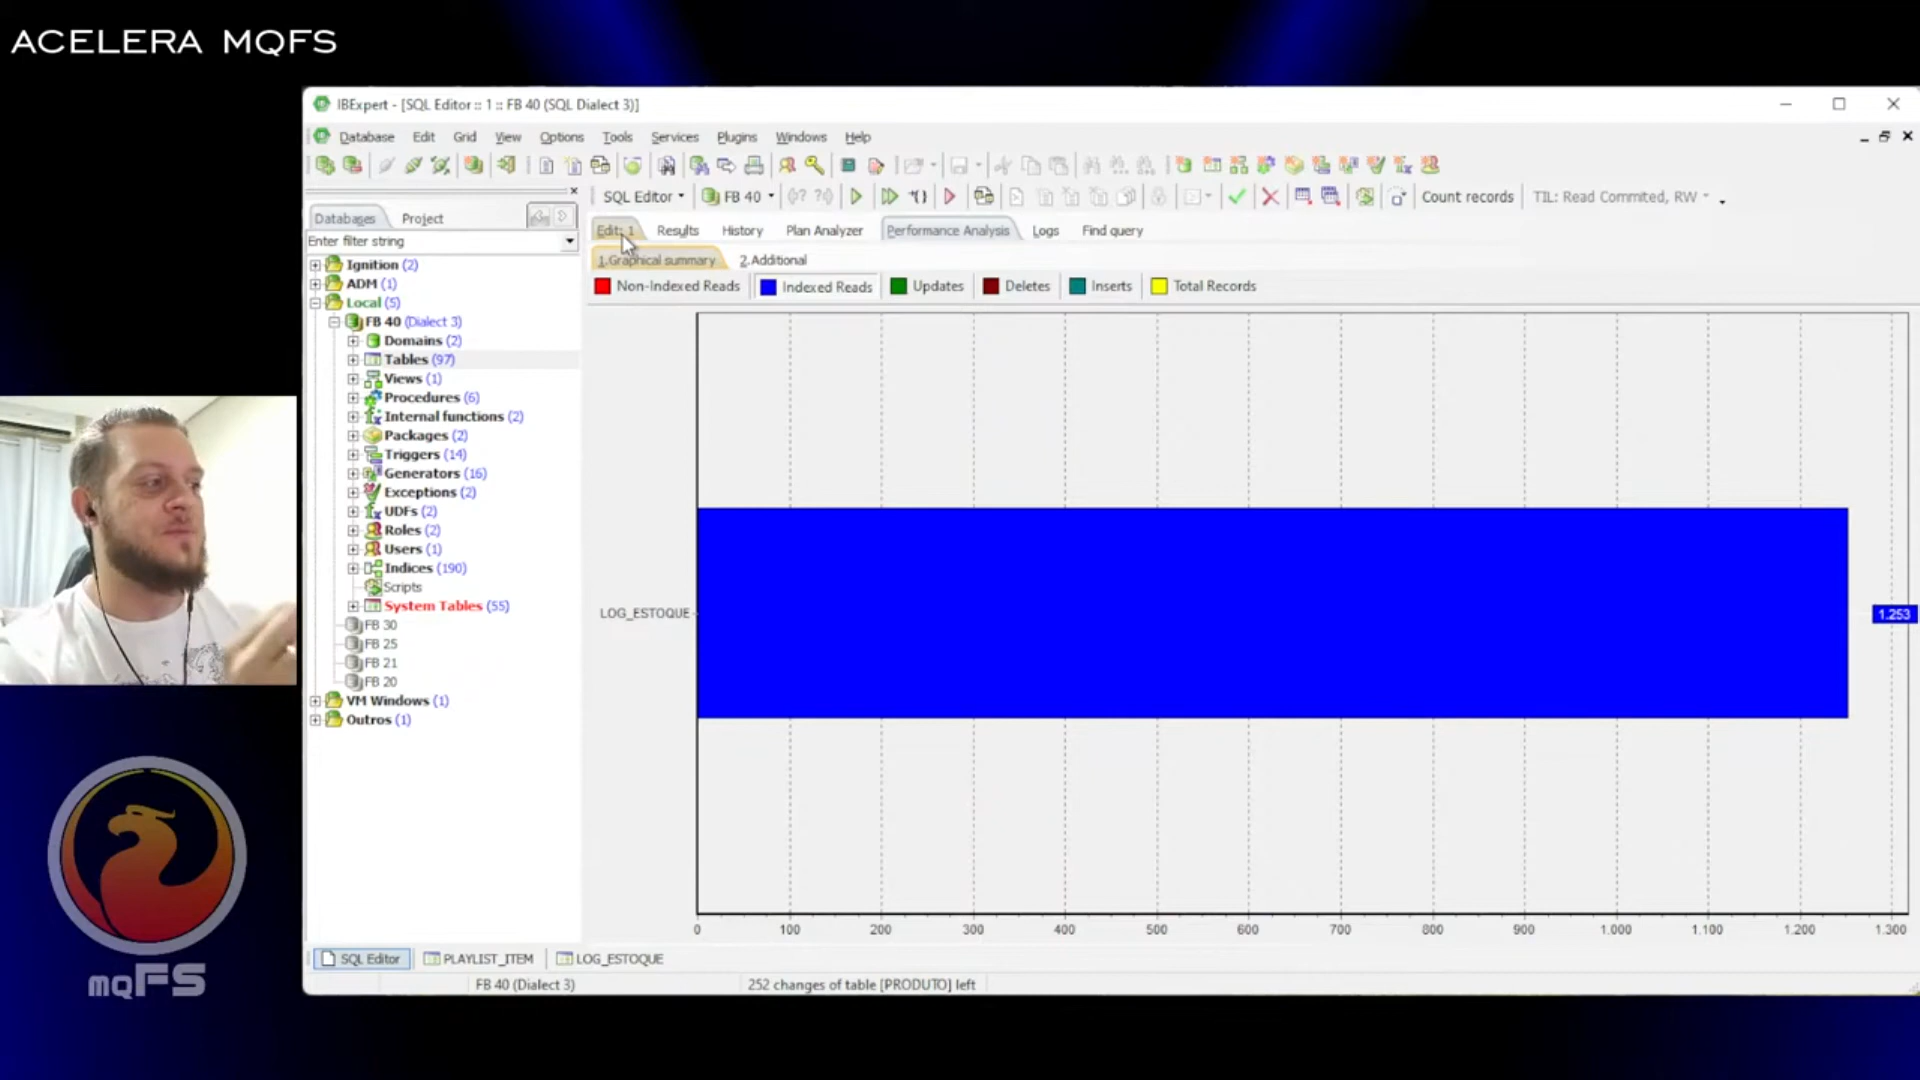 ACELERA MQFS
IBExpert - [SQL Editor :: 1 :: FB 40 (SQL Dialect 3)]
Database Edit Grid View Options Tools Services Plugins Windows Help
SQL Editor FB 40 Count records TIL: Read Commited, RW
Databases Project
Enter filter string
Edit: 1 Results History Plan Analyzer Performance Analysis Logs Find query
1.Graphical summary 2.Additional
Non-Indexed Reads Indexed Reads Updates Deletes Inserts Total Records
Ignition (2)
ADM (1)
Local (5)
FB 40 (Dialect 3)
Domains (2)
Tables (97)
Views (1)
Procedures (6)
Internal functions (2)
Packages (2)
Triggers (14)
Generators (16)
Exceptions (2)
UDFs (2)
Roles (2)
Users (1)
Indices (190)
Scripts
System Tables (55)
FB 30
FB 25
FB 21
FB 20
VM Windows (1)
Outros (1)
LOG_ESTOQUE
1.253
0 100 200 300 400 500 600 700 800 900 1.000 1.100 1.200 1.300
SQL Editor PLAYLIST_ITEM LOG_ESTOQUE
FB 40 (Dialect 3) 252 changes of table [PRODUTO] left
mqFS